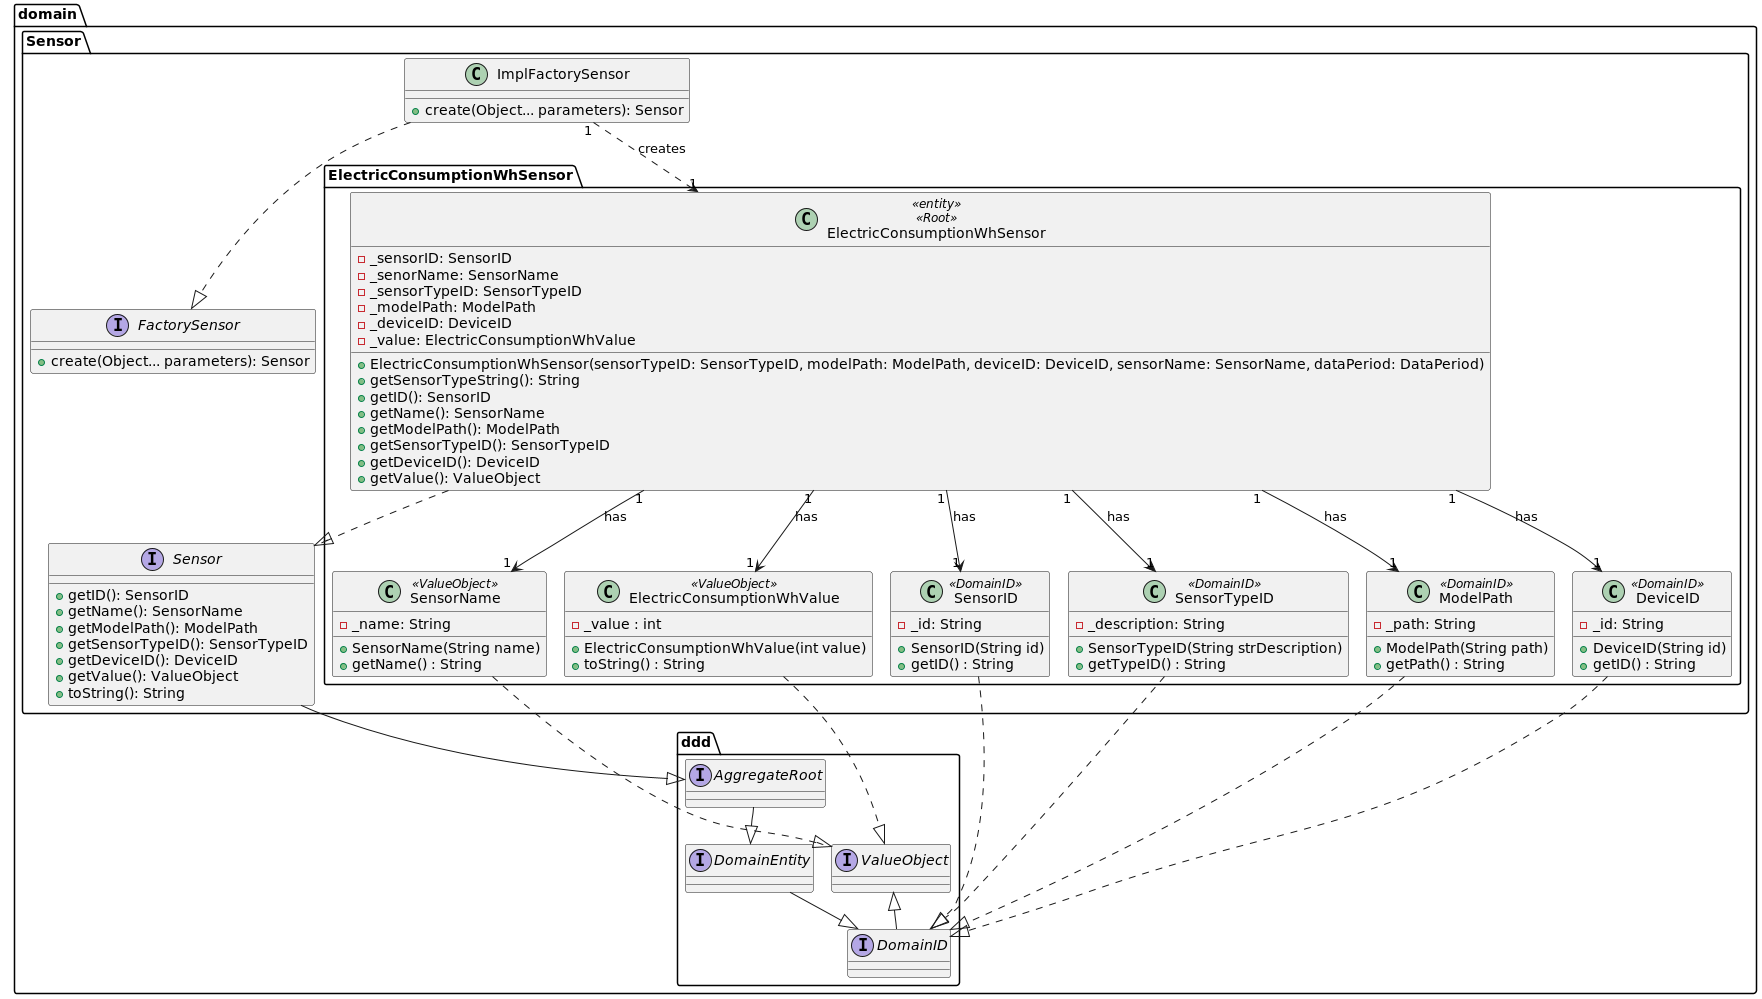 domain
Sensor
C ImplFactorySensor
create(Object... parameters): Sensor
1
creates
1
ElectricConsumptionWhSensor
«entity»
«Root»
C ElectricConsumptionWhSensor
_sensorID: SensorID
_senorName: SensorName
_sensorTypeID: SensorTypeID
_modelPath: ModelPath
_deviceID: DeviceID
_value: ElectricConsumptionWhValue
ElectricConsumptionWhSensor(sensorTypeID: SensorTypeID, modelPath: ModelPath, deviceID: DeviceID, sensorName: SensorName, dataPeriod: DataPeriod)
getSensorTypeString(): String
getID(): SensorID
getName(): SensorName
getModelPath(): ModelPath
getSensorTypeID(): SensorTypeID
getDeviceID(): DeviceID
getValue(): ValueObject
I FactorySensor
create(Object... parameters): Sensor
1 1 1 1 1 1
has has has has has has
1 1 1 1 1 1
I Sensor
getID(): SensorID
getName(): SensorName
getModelPath(): ModelPath
getSensorTypeID(): SensorTypeID
getDeviceID(): DeviceID
getValue(): ValueObject
toString(): String
«ValueObject»
C SensorName
_name: String
SensorName(String name)
getName() : String
«ValueObject»
C ElectricConsumptionWhValue
_value : int
ElectricConsumptionWhValue(int value)
toString() : String
«DomainID»
C SensorID
_id: String
SensorID(String id)
getID() : String
«DomainID»
C SensorTypeID
_description: String
SensorTypeID(String strDescription)
getTypeID() : String
«DomainID»
C ModelPath
_path: String
ModelPath(String path)
getPath() : String
«DomainID»
C DeviceID
_id: String
DeviceID(String id)
getID() : String
ddd
I AggregateRoot
I DomainEntity
I ValueObject
I DomainID